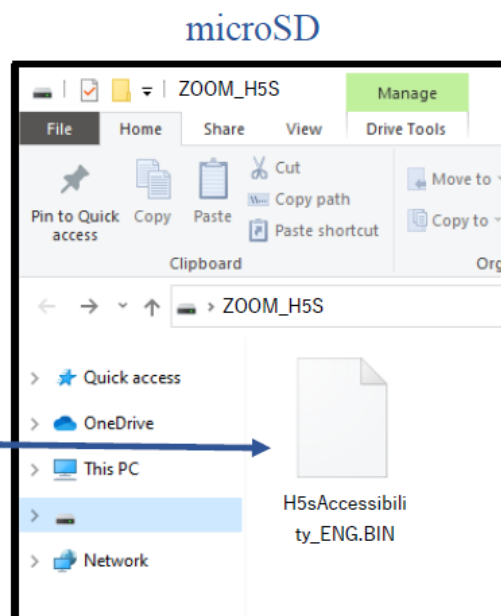 microSD
ZOOM_H5S
Manage
File Home Share View Drive Tools
Pin to Quick access
Copy
Paste
Cut
Copy path
Paste shortcut
Move to
Copy to
Clipboard
Org
ZOOM_H5S
Quick access
OneDrive
This PC
Network
H5sAccessibili
ty_ENG.BIN